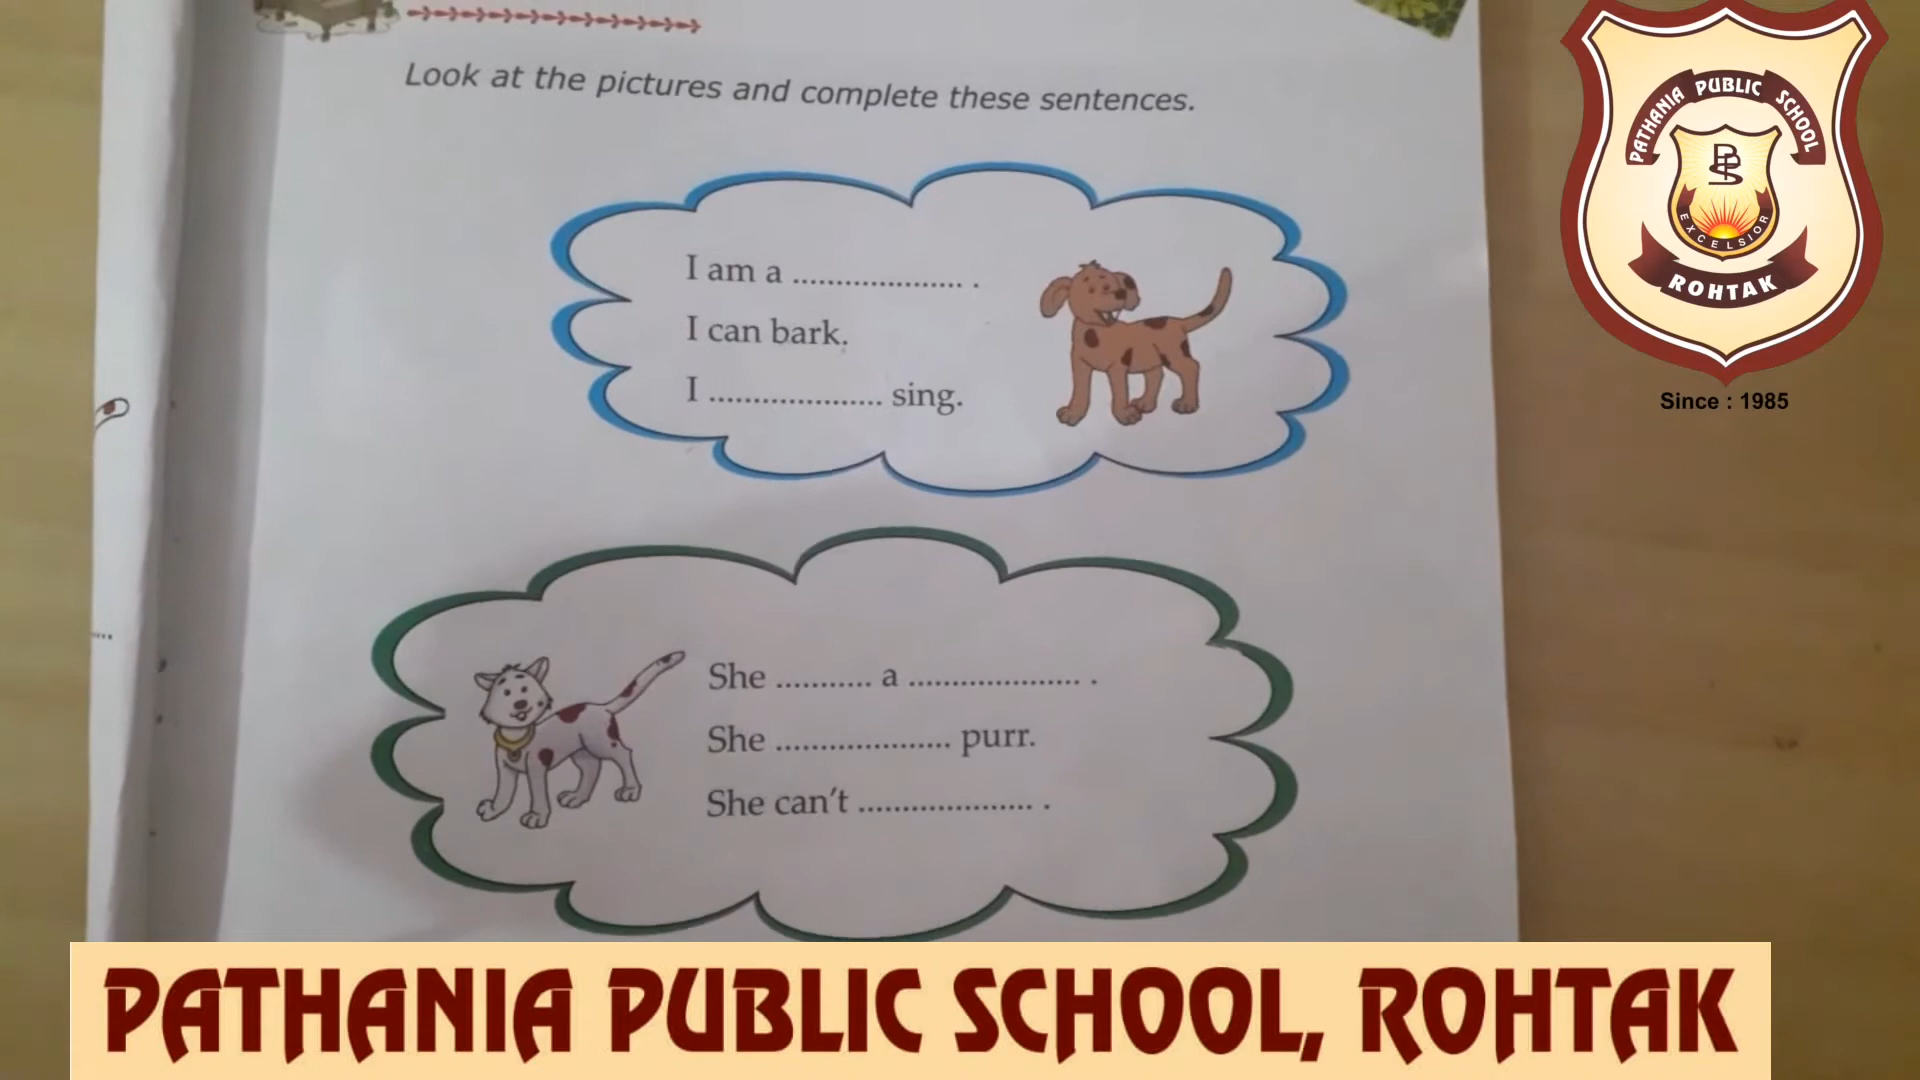 Look at the pictures and complete these sentences.
I am a .................... .
I can bark.
I .................... sing.
She ........... a .................... .
She .................... purr.
She can't .................... .
PATHANIA PUBLIC SCHOOL
PBS
EXCELSIOR
ROHTAK
Since : 1985
PATHANIA PUBLIC SCHOOL, ROHTAK